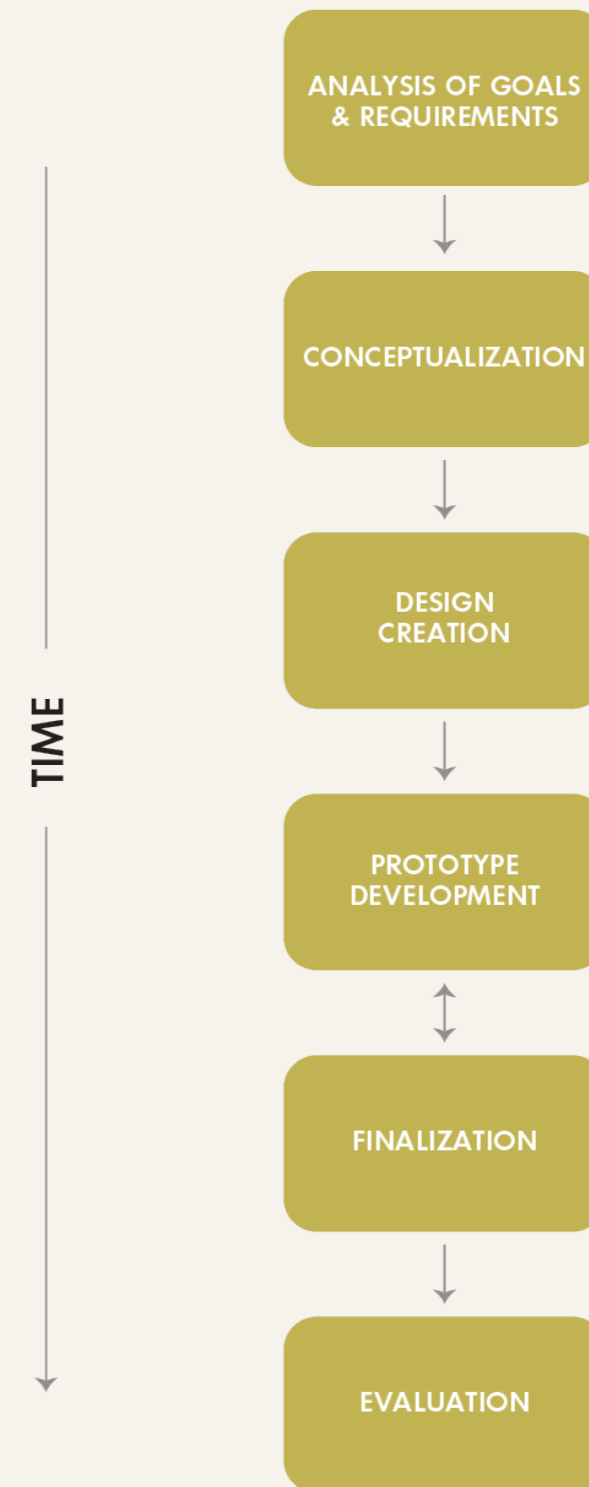 ANALYSIS OF GOALS
& REQUIREMENTS
CONCEPTUALIZATION
DESIGN
CREATION
TIME
PROTOTYPE
DEVELOPMENT
FINALIZATION
EVALUATION